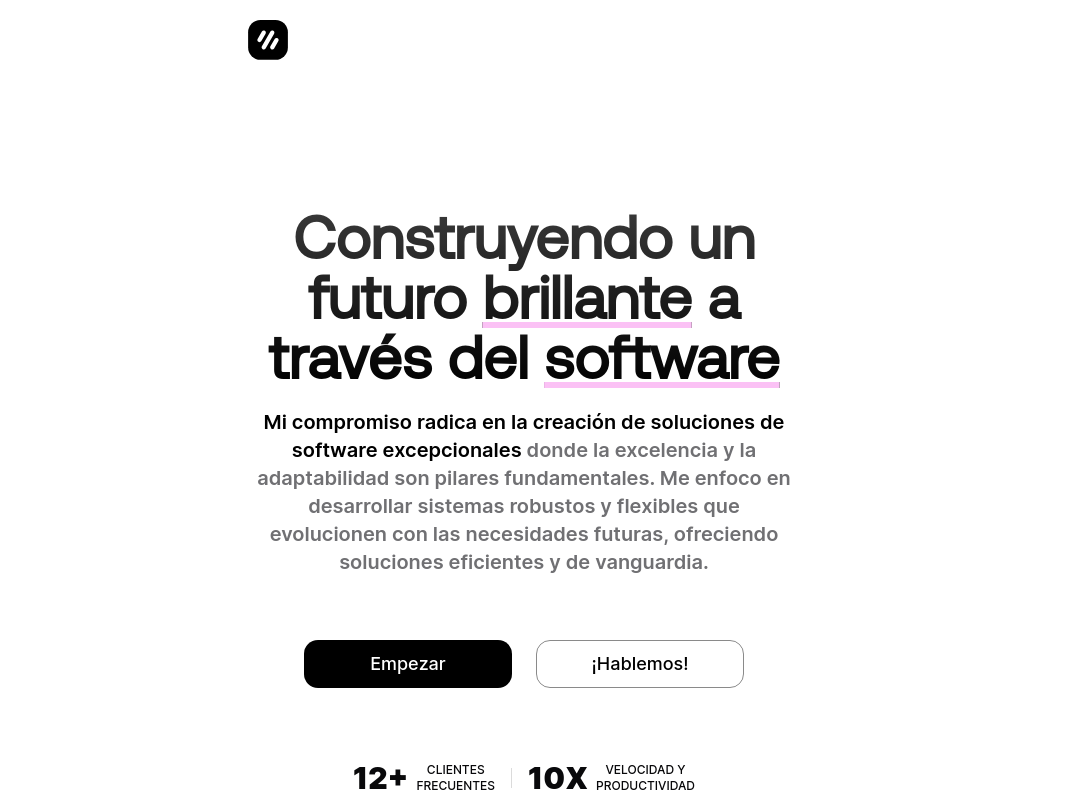 Construyendo un
futuro brillante a
través del software
Mi compromiso radica en la creación de soluciones de
software excepcionales donde la excelencia y la
adaptabilidad son pilares fundamentales. Me enfoco en
desarrollar sistemas robustos y flexibles que
evolucionen con las necesidades futuras, ofreciendo
soluciones eficientes y de vanguardia.
Empezar
¡Hablemos!
12+
CLIENTES
FRECUENTES
10X
VELOCIDAD Y
PRODUCTIVIDAD